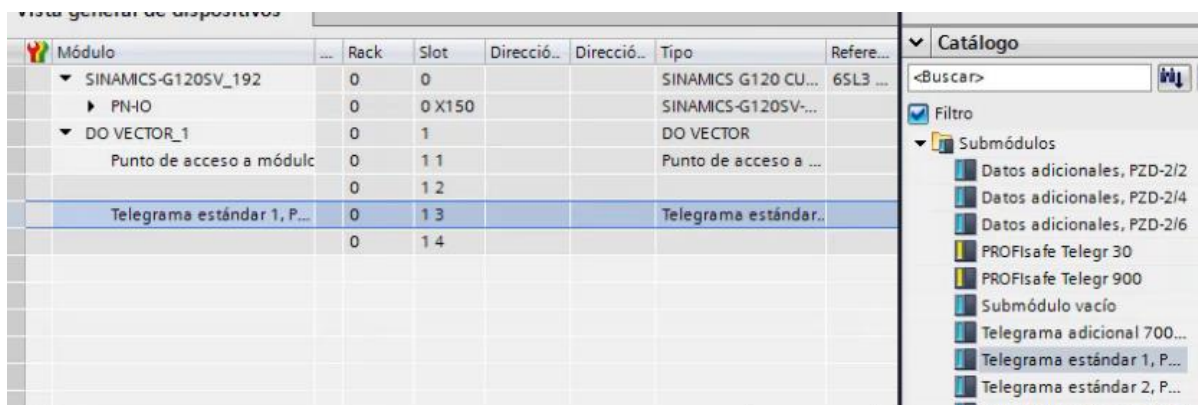 Vista general de dispositivos
Módulo ... Rack Slot Direcció... Direcció... Tipo Refere...
SINAMICS-G120SV_192 0 0 SINAMICS G120 CU... 6SL3 ...
PN-IO 0 0 X150 SINAMICS-G120SV-...
DO VECTOR_1 0 1 DO VECTOR
Punto de acceso a módulo 0 1 1 Punto de acceso a ...
0 1 2
Telegrama estándar 1, P... 0 1 3 Telegrama estándar..
0 1 4
Catálogo
<Buscar>
Filtro
Submódulos
Datos adicionales, PZD-2/2
Datos adicionales, PZD-2/4
Datos adicionales, PZD-2/6
PROFIsafe Telegr 30
PROFIsafe Telegr 900
Submódulo vacío
Telegrama adicional 700...
Telegrama estándar 1, P...
Telegrama estándar 2, P...